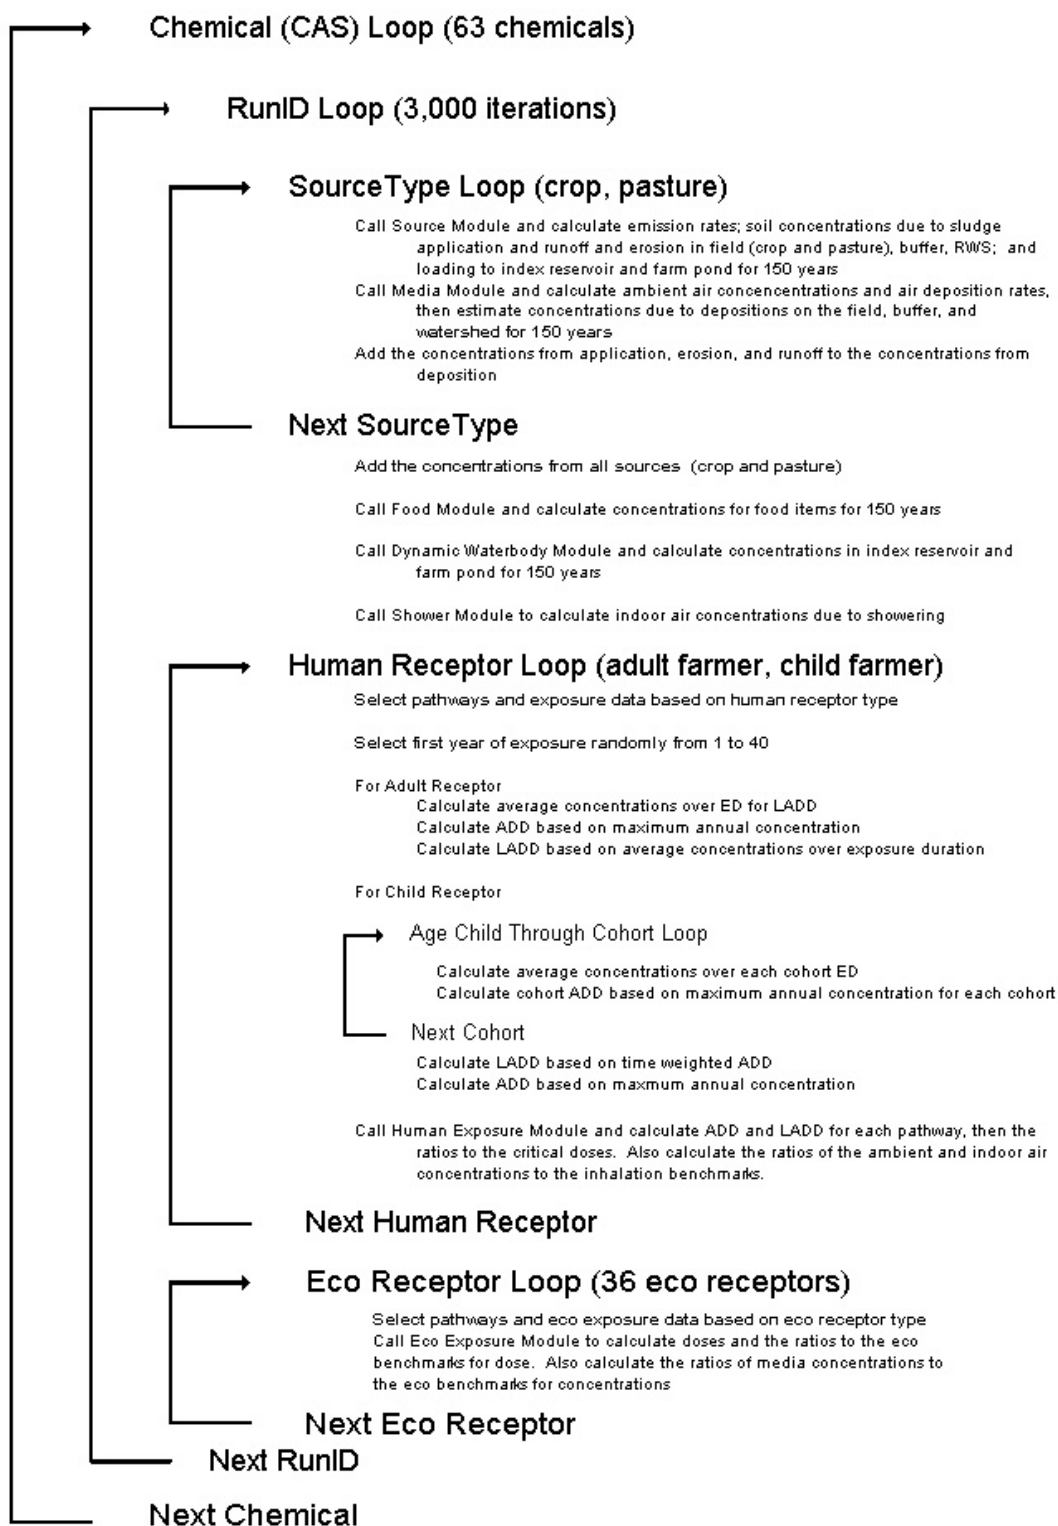 Chemical (CAS) Loop (63 chemicals)
RunID Loop (3,000 iterations)
SourceType Loop (crop, pasture)
Call Source Module and calculate emission rates; soil concentrations due to sludge
application and runoff and erosion in field (crop and pasture), buffer, RWS; and
loading to index reservoir and farm pond for 150 years
Call Media Module and calculate ambient air concencentrations and air deposition rates,
then estimate concentrations due to depositions on the field, buffer, and
watershed for 150 years
Add the concentrations from application, erosion, and runoff to the concentrations from
deposition
Next SourceType
Add the concentrations from all sources (crop and pasture)
Call Food Module and calculate concentrations for food items for 150 years
Call Dynamic Waterbody Module and calculate concentrations in index reservoir and
farm pond for 150 years
Call Shower Module to calculate indoor air concentrations due to showering
Human Receptor Loop (adult farmer, child farmer)
Select pathways and exposure data based on human receptor type
Select first year of exposure randomly from 1 to 40
For Adult Receptor
Calculate average concentrations over ED for LADD
Calculate ADD based on maximum annual concentration
Calculate LADD based on average concentrations over exposure duration
For Child Receptor
Age Child Through Cohort Loop
Calculate average concentrations over each cohort ED
Calculate cohort ADD based on maximum annual concentration for each cohort
Next Cohort
Calculate LADD based on time weighted ADD
Calculate ADD based on maxmum annual concentration
Call Human Exposure Module and calculate ADD and LADD for each pathway, then the
ratios to the critical doses. Also calculate the ratios of the ambient and indoor air
concentrations to the inhalation benchmarks.
Next Human Receptor
Eco Receptor Loop (36 eco receptors)
Select pathways and eco exposure data based on eco receptor type
Call Eco Exposure Module to calculate doses and the ratios to the eco
benchmarks for dose. Also calculate the ratios of media concentrations to
the eco benchmarks for concentrations
Next Eco Receptor
Next RunID
Next Chemical